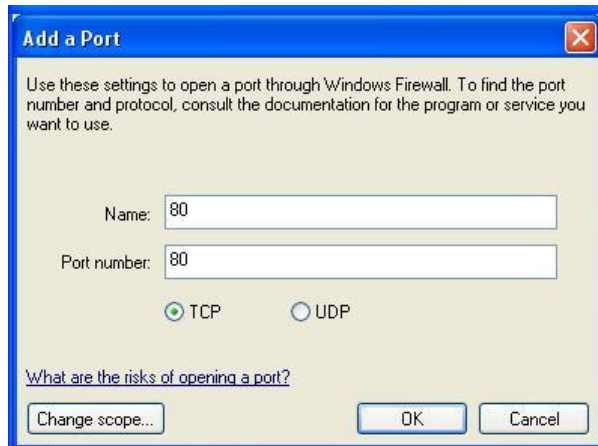 Add a Port
Use these settings to open a port through Windows Firewall. To find the port
number and protocol, consult the documentation for the program or service you
want to use.
Name: 80
Port number: 80
TCP UDP
What are the risks of opening a port?
Change scope... OK Cancel